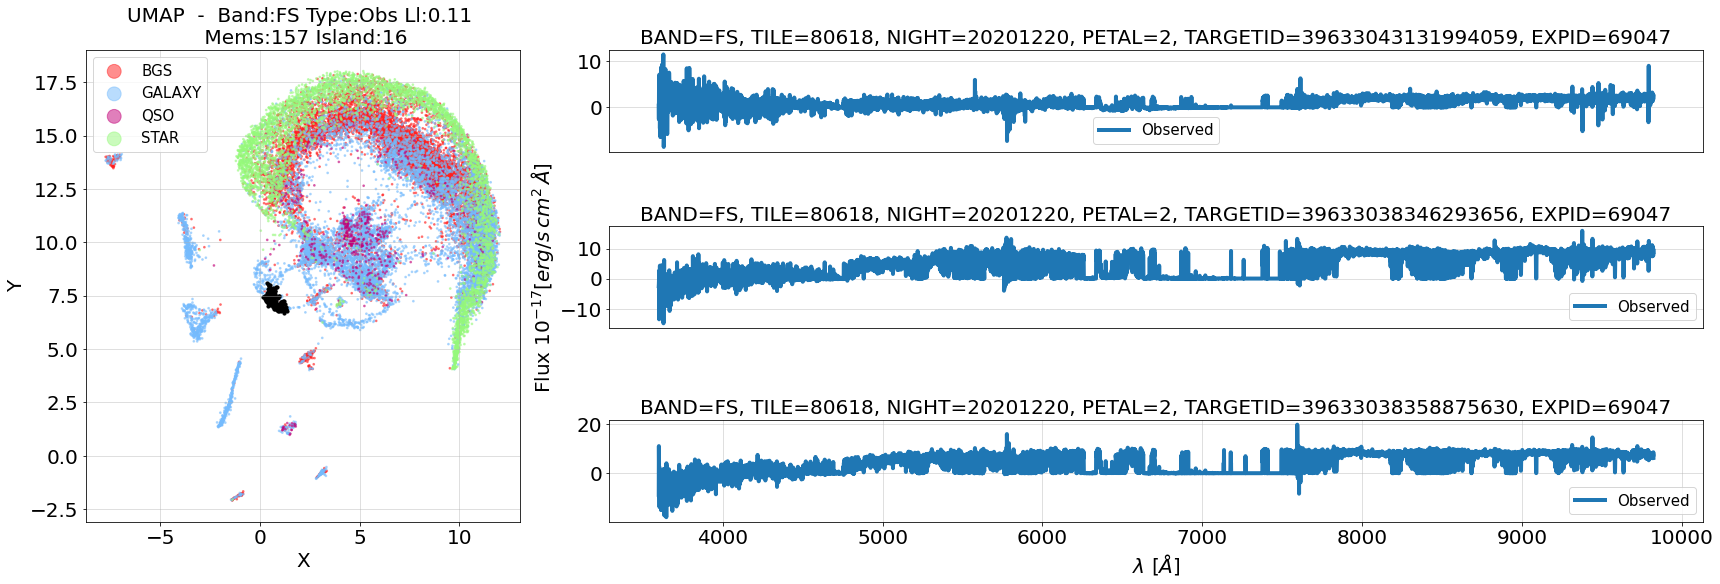 UMAP - Band:FS Type:Obs Ll:0.11
Mems:157 Island:16
BGS
GALAXY
QSO
STAR
17.5
15.0
12.5
10.0
7.5
5.0
2.5
0.0
−2.5
Y
−5
0
5
10
X
Flux 10⁻¹⁷[erg/s cm² Å]
BAND=FS, TILE=80618, NIGHT=20201220, PETAL=2, TARGETID=39633043131994059, EXPID=69047
10
0
Observed
BAND=FS, TILE=80618, NIGHT=20201220, PETAL=2, TARGETID=39633038346293656, EXPID=69047
10
0
−10
Observed
BAND=FS, TILE=80618, NIGHT=20201220, PETAL=2, TARGETID=39633038358875630, EXPID=69047
20
0
Observed
4000
5000
6000
7000
8000
9000
10000
λ [Å]